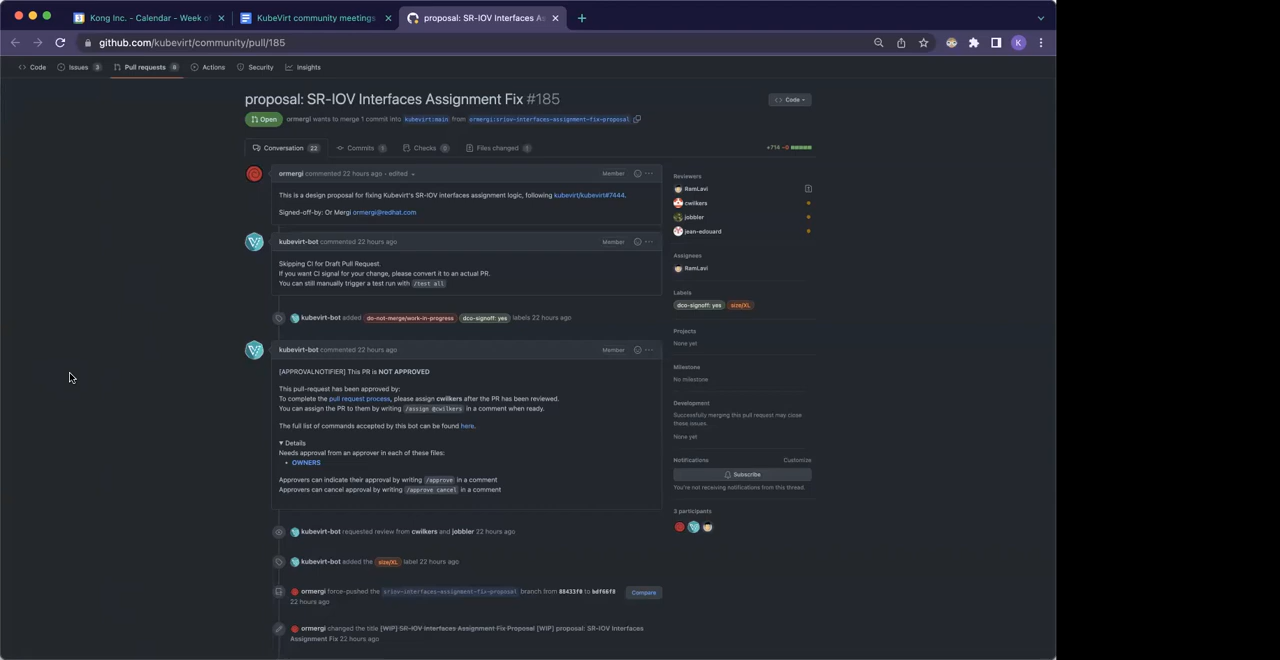 Kong Inc. - Calendar - Week o
KubeVirt community meetings
proposal: SR-IOV Interfaces As
github.com/kubevirt/community/pull/185
K
Code
Issues 3
Pull requests 8
Actions
Security
Insights
proposal: SR-IOV Interfaces Assignment Fix #185
Code
Open
ormergi wants to merge 1 commit into kubevirt:main from ormergi:sriov-interfaces-assignment-fix-proposal
Conversation 22
Commits 1
Checks 0
Files changed 1
+714 −0
ormergi commented 22 hours ago • edited
Member
This is a design proposal for fixing Kubevirt's SR-IOV interfaces assignment logic, following kubevirt/kubevirt#7444.
Signed-off-by: Or Mergi ormergi@redhat.com
kubevirt-bot commented 22 hours ago
Member
Skipping CI for Draft Pull Request.
If you want CI signal for your change, please convert it to an actual PR.
You can still manually trigger a test run with /test all
kubevirt-bot added do-not-merge/work-in-progress dco-signoff: yes labels 22 hours ago
kubevirt-bot commented 22 hours ago
Member
[APPROVALNOTIFIER] This PR is NOT APPROVED
This pull-request has been approved by:
To complete the pull request process, please assign cwilkers after the PR has been reviewed.
You can assign the PR to them by writing /assign @cwilkers in a comment when ready.
The full list of commands accepted by this bot can be found here.
▼ Details
Needs approval from an approver in each of these files:
• OWNERS
Approvers can indicate their approval by writing /approve in a comment
Approvers can cancel approval by writing /approve cancel in a comment
kubevirt-bot requested review from cwilkers and jobbler 22 hours ago
kubevirt-bot added the size/XL label 22 hours ago
ormergi force-pushed the sriov-interfaces-assignment-fix-proposal branch from 88433f0 to bdf66f8
22 hours ago
Compare
ormergi changed the title [WIP] SR-IOV Interfaces Assignment Fix Proposal [WIP] proposal: SR-IOV Interfaces
Assignment Fix 22 hours ago
Reviewers
RamLavi
cwilkers
jobbler
jean-edouard
Assignees
RamLavi
Labels
dco-signoff: yes size/XL
Projects
None yet
Milestone
No milestone
Development
Successfully merging this pull request may close
these issues.
None yet
Notifications
Customize
Subscribe
You're not receiving notifications from this thread.
3 participants